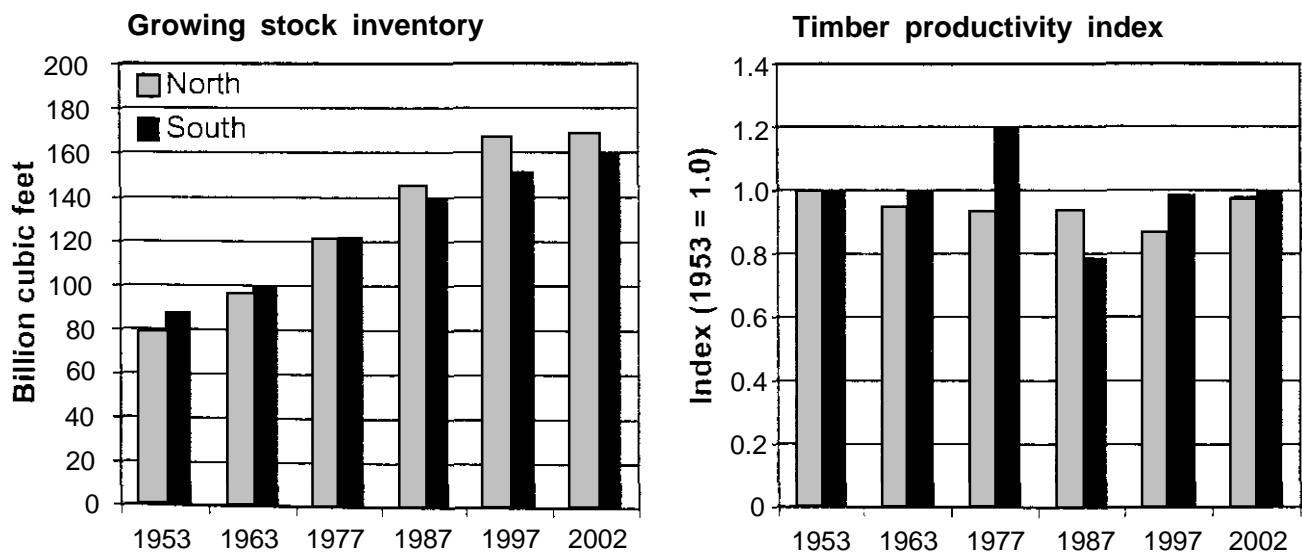 Growing stock inventory
Billion cubic feet
200
180
160
140
120
100
80
60
40
20
0
North
South
1953 1963 1977 1987 1997 2002
Timber productivity index
Index (1953 = 1.0)
1.4
1.2
1.0
0.8
0.6
0.4
0.2
0
1953 1963 1977 1987 1997 2002